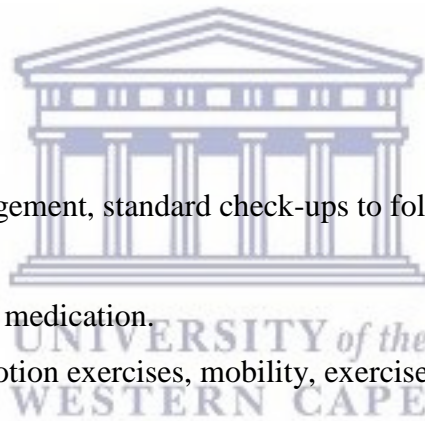 gement, standard check-ups to fol
medication.
UNIVERSITY of the
otion exercises, mobility, exercise
WESTERN CAPE